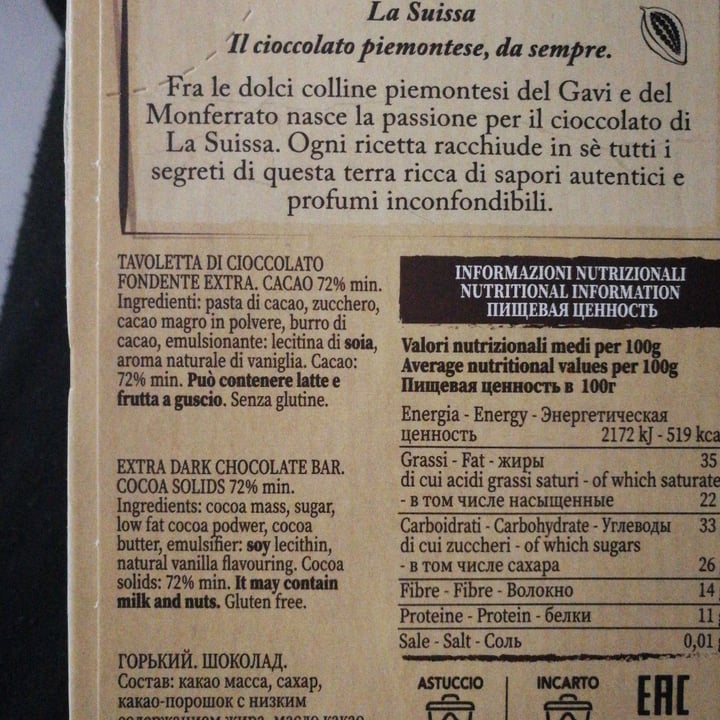 La Suissa
Il cioccolato piemontese, da sempre.
Fra le dolci colline piemontesi del Gavi e del
Monferrato nasce la passione per il cioccolato di
La Suissa. Ogni ricetta racchiude in sè tutti i
segreti di questa terra ricca di sapori autentici e
profumi inconfondibili.
TAVOLETTA DI CIOCCOLATO
FONDENTE EXTRA. CACAO 72% min.
Ingredienti: pasta di cacao, zucchero,
cacao magro in polvere, burro di
cacao, emulsionante: lecitina di soia,
aroma naturale di vaniglia. Cacao:
72% min. Può contenere latte e
frutta a guscio. Senza glutine.
EXTRA DARK CHOCOLATE BAR.
COCOA SOLIDS 72% min.
Ingredients: cocoa mass, sugar,
low fat cocoa podwer, cocoa
butter, emulsifier: soy lecithin,
natural vanilla flavouring. Cocoa
solids: 72% min. It may contain
milk and nuts. Gluten free.
ГОРЬКИЙ. ШОКОЛАД.
Состав: какао масса, сахар,
какао-порошок с низким
содержанием жира, масло какао
INFORMAZIONI NUTRIZIONALI
NUTRITIONAL INFORMATION
ПИЩЕВАЯ ЦЕННОСТЬ
Valori nutrizionali medi per 100g
Average nutritional values per 100g
Пищевая ценность в 100г
Energia - Energy - Энергетическая
ценность 2172 kJ - 519 kca
Grassi - Fat - жиры 35
di cui acidi grassi saturi - of which saturate
- в том числе насыщенные 22
Carboidrati - Carbohydrate - Углеводы 33
di cui zuccheri - of which sugars
- в том числе сахара 26
Fibre - Fibre - Волокно 14
Proteine - Protein - белки 11
Sale - Salt - Соль 0,01
ASTUCCIO INCARTO EAC